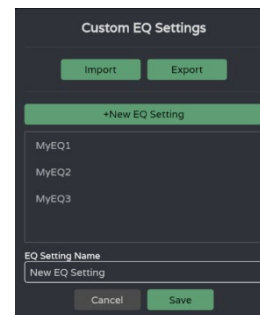 Custom EQ Settings
Import Export
+New EQ Setting
MyEQ1
MyEQ2
MyEQ3
EQ Setting Name
New EQ Setting
Cancel Save